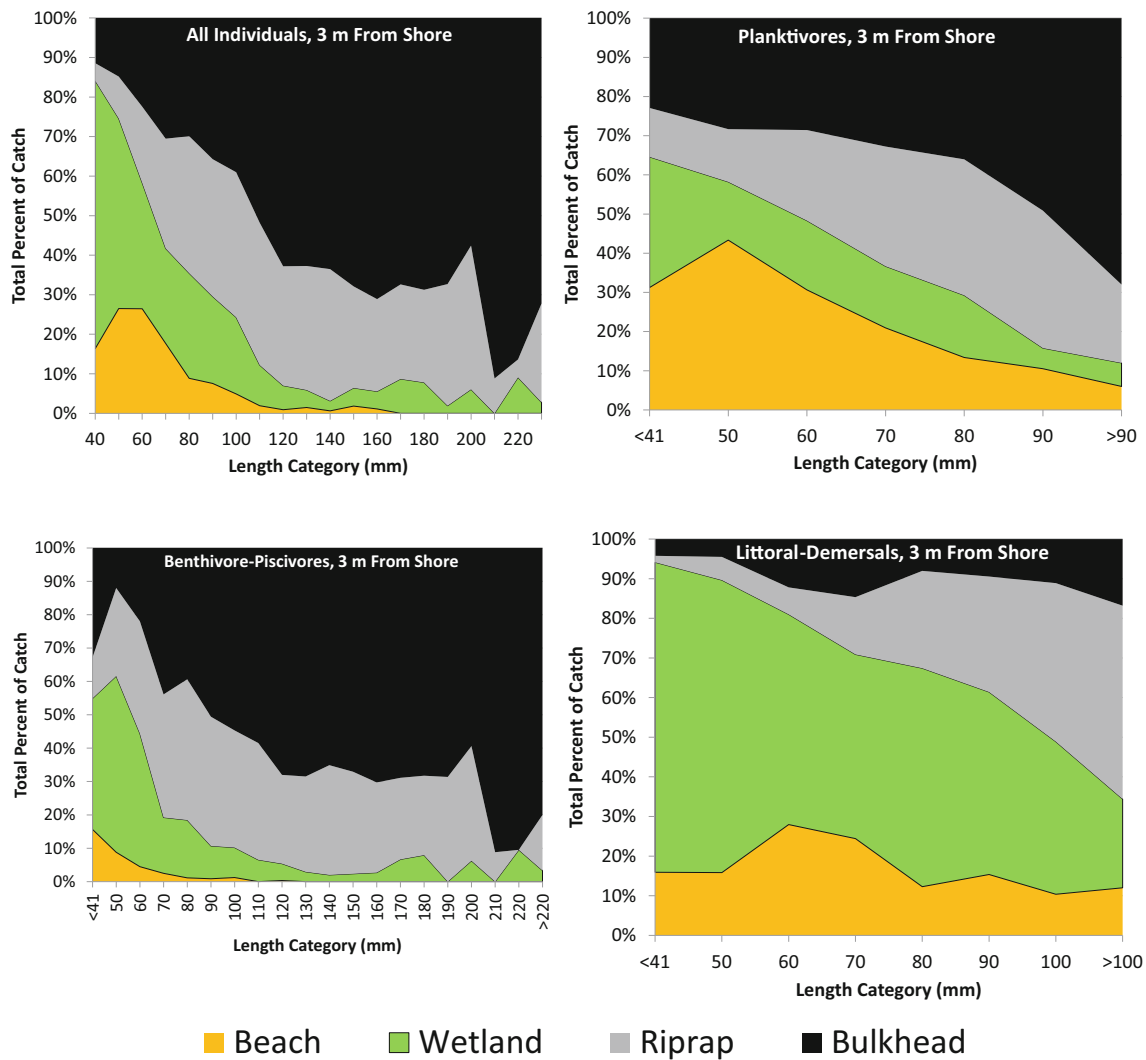 All Individuals, 3 m From Shore
Total Percent of Catch
100%
90%
80%
70%
60%
50%
40%
30%
20%
10%
0%
40 60 80 100 120 140 160 180 200 220
Length Category (mm)
Planktivores, 3 m From Shore
Total Percent of Catch
100%
90%
80%
70%
60%
50%
40%
30%
20%
10%
0%
<41 50 60 70 80 90 >90
Length Category (mm)
Benthivore-Piscivores, 3 m From Shore
Total Percent of Catch
100%
90%
80%
70%
60%
50%
40%
30%
20%
10%
0%
<41 50 60 70 80 90 100 110 120 130 140 150 160 170 180 190 200 210 220 >220
Length Category (mm)
Littoral-Demersals, 3 m From Shore
Total Percent of Catch
100%
90%
80%
70%
60%
50%
40%
30%
20%
10%
0%
<41 50 60 70 80 90 100 >100
Length Category (mm)
Beach Wetland Riprap Bulkhead